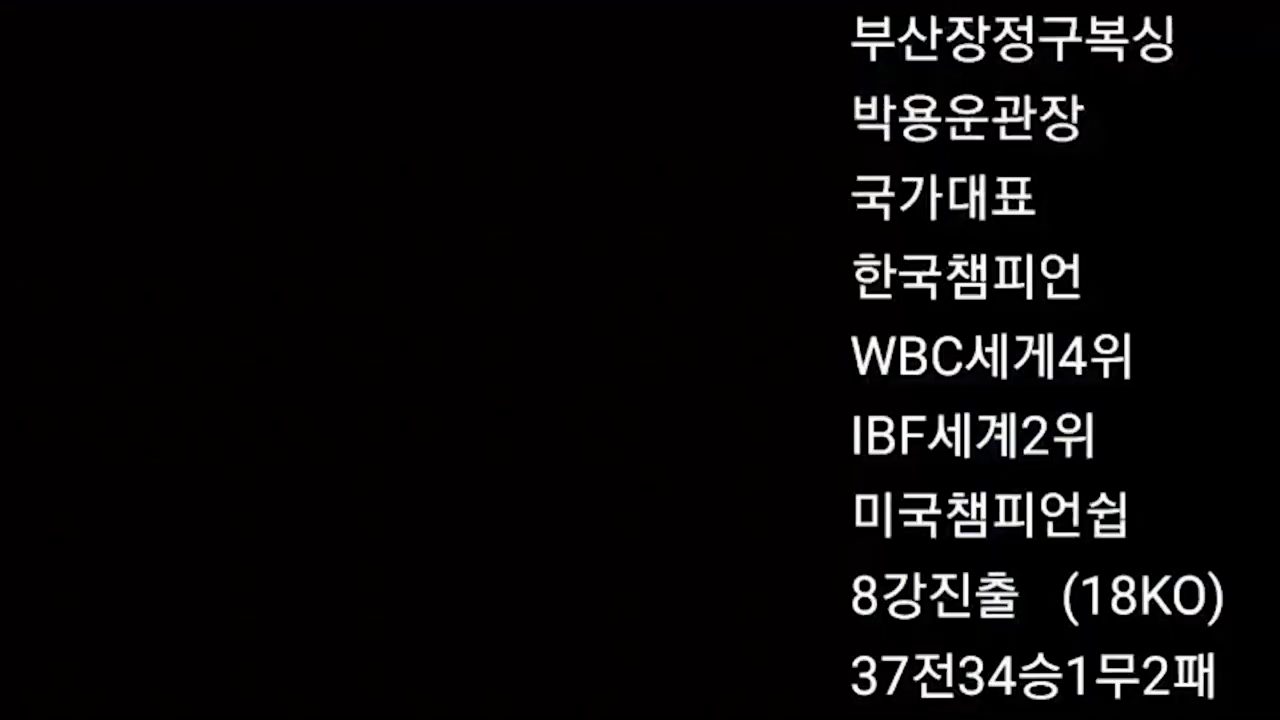 부산장정구복싱
박용운관장
국가대표
한국챔피언
WBC세게4위
IBF세계2위
미국챔피언쉽
8강진출 (18KO)
37전34승1무2패